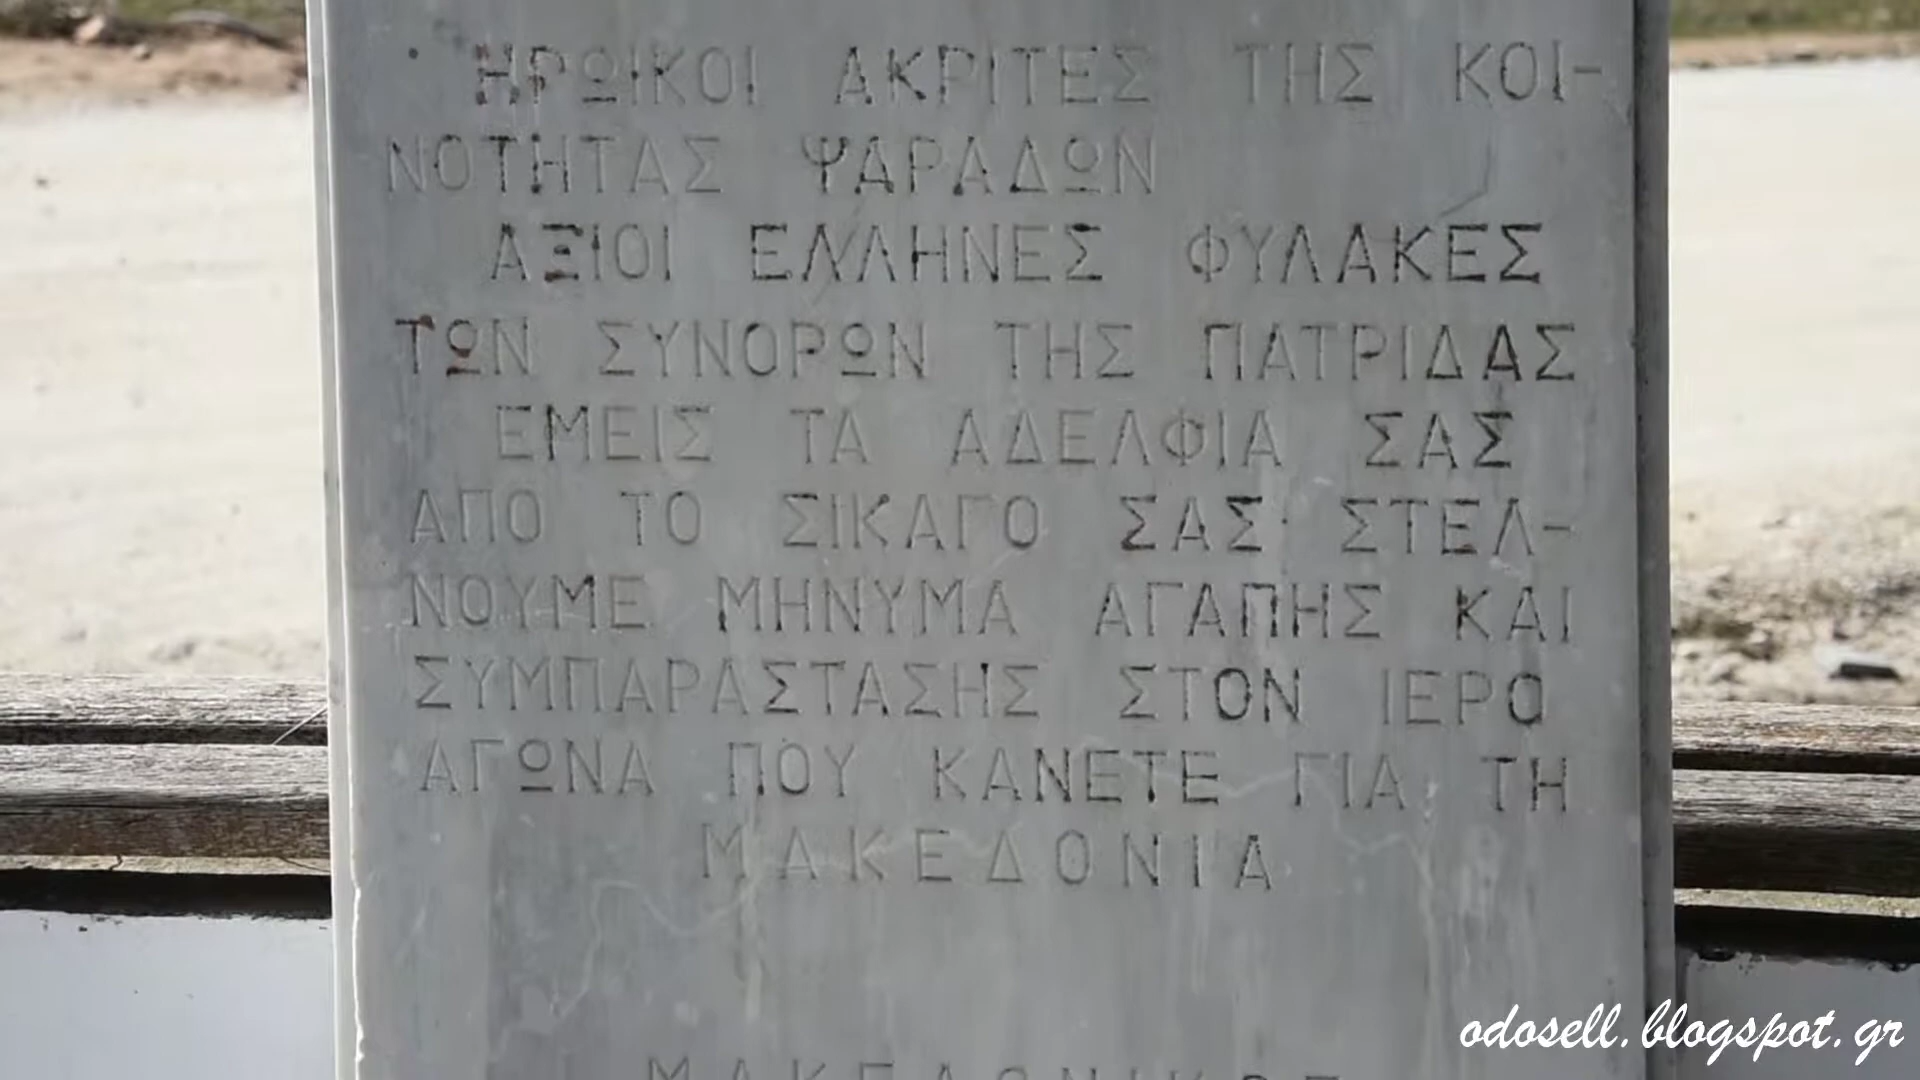 ΗΡΩΙΚΟΙ ΑΚΡΙΤΕΣ ΤΗΣ ΚΟΙ-
ΝΟΤΗΤΑΣ ΨΑΡΑΔΩΝ
ΑΞΙΟΙ ΕΛΛΗΝΕΣ ΦΥΛΑΚΕΣ
ΤΩΝ ΣΥΝΟΡΩΝ ΤΗΣ ΠΑΤΡΙΔΑΣ
ΕΜΕΙΣ ΤΑ ΑΔΕΛΦΙΑ ΣΑΣ
ΑΠΟ ΤΟ ΣΙΚΑΓΟ ΣΑΣ ΣΤΕΛ-
ΝΟΥΜΕ ΜΗΝΥΜΑ ΑΓΑΠΗΣ ΚΑΙ
ΣΥΜΠΑΡΑΣΤΑΣΗΣ ΣΤΟΝ ΙΕΡΟ
ΑΓΩΝΑ ΠΟΥ ΚΑΝΕΤΕ ΓΙΑ ΤΗ
ΜΑΚΕΔΟΝΙΑ
odosell.blogspot.gr